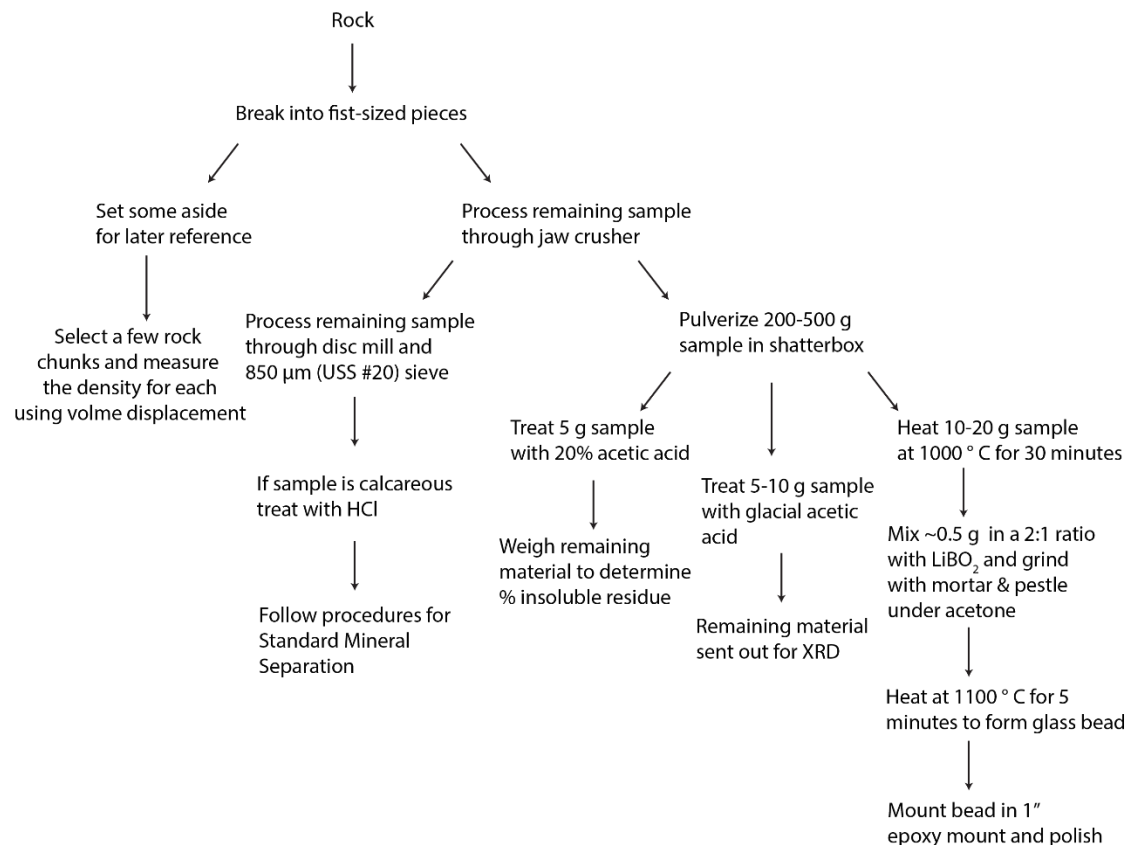 Rock
Break into fist-sized pieces
Set some aside
for later reference
Process remaining sample
through jaw crusher
Select a few rock
chunks and measure
the density for each
using volme displacement
Process remaining sample
through disc mill and
850 µm (USS #20) sieve
Pulverize 200-500 g
sample in shatterbox
If sample is calcareous
treat with HCl
Follow procedures for
Standard Mineral
Separation
Treat 5 g sample
with 20% acetic acid
Weigh remaining
material to determine
% insoluble residue
Treat 5-10 g sample
with glacial acetic
acid
Remaining material
sent out for XRD
Heat 10-20 g sample
at 1000 ° C for 30 minutes
Mix ~0.5 g in a 2:1 ratio
with LiBO₂ and grind
with mortar & pestle
under acetone
Heat at 1100 ° C for 5
minutes to form glass bead
Mount bead in 1″
epoxy mount and polish